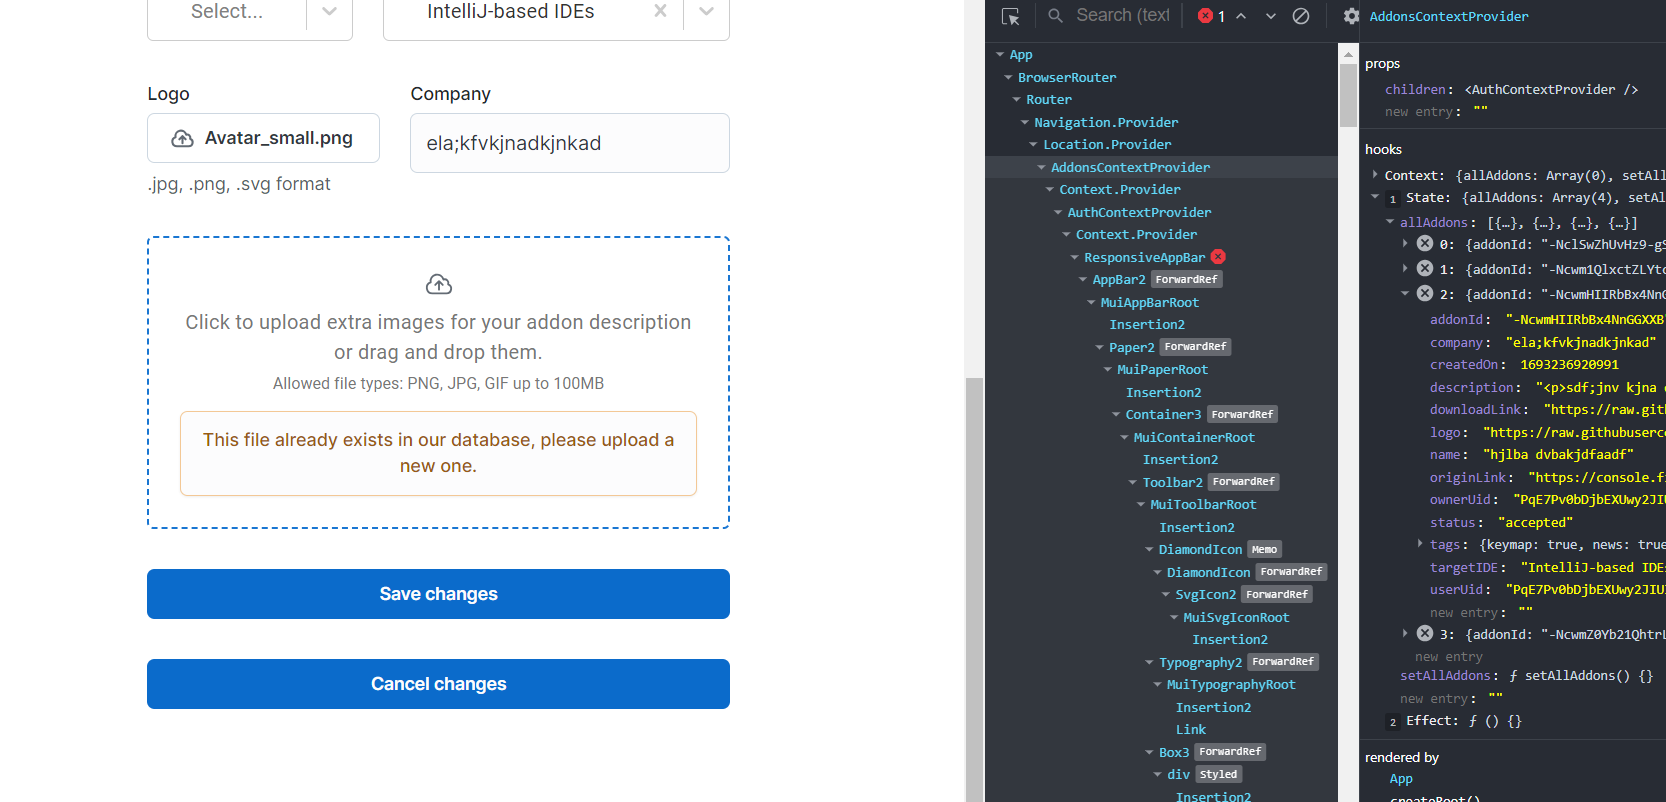 Select...
IntelliJ-based IDEs
Logo
Company
Avatar_small.png
ela;kfvkjnadkjnkad
.jpg, .png, .svg format
Click to upload extra images for your addon description
or drag and drop them.
Allowed file types: PNG, JPG, GIF up to 100MB
This file already exists in our database, please upload a
new one.
Save changes
Cancel changes
Search (text
1
App
BrowserRouter
Router
Navigation.Provider
Location.Provider
AddonsContextProvider
Context.Provider
AuthContextProvider
Context.Provider
ResponsiveAppBar
AppBar2 ForwardRef
MuiAppBarRoot
Insertion2
Paper2 ForwardRef
MuiPaperRoot
Insertion2
Container3 ForwardRef
MuiContainerRoot
Insertion2
Toolbar2 ForwardRef
MuiToolbarRoot
Insertion2
DiamondIcon Memo
DiamondIcon ForwardRef
SvgIcon2 ForwardRef
MuiSvgIconRoot
Insertion2
Typography2 ForwardRef
MuiTypographyRoot
Insertion2
Link
Box3 ForwardRef
div Styled
Insertion2
AddonsContextProvider
props
children: <AuthContextProvider />
new entry: ""
hooks
Context: {allAddons: Array(0), setAll
1 State: {allAddons: Array(4), setAl
allAddons: [{…}, {…}, {…}, {…}]
0: {addonId: "-NclSwZhUvHz9-gS
1: {addonId: "-Ncwm1QlxctZLYtc
2: {addonId: "-NcwmHIIRbBx4NnG
addonId: "-NcwmHIIRbBx4NnGGXXB
company: "ela;kfvkjnadkjnkad"
createdOn: 1693236920991
description: "<p>sdf;jnv kjna
downloadLink: "https://raw.gith
logo: "https://raw.githubuserco
name: "hjlba dvbakjdfaadf"
originLink: "https://console.fi
ownerUid: "PqE7Pv0bDjbEXUwy2JIU
status: "accepted"
tags: {keymap: true, news: true
targetIDE: "IntelliJ-based IDEs
userUid: "PqE7Pv0bDjbEXUwy2JIU
new entry: ""
3: {addonId: "-NcwmZ0Yb21QhtrL
new entry
setAllAddons: ƒ setAllAddons() {}
new entry: ""
2 Effect: ƒ () {}
rendered by
App
createRoot()